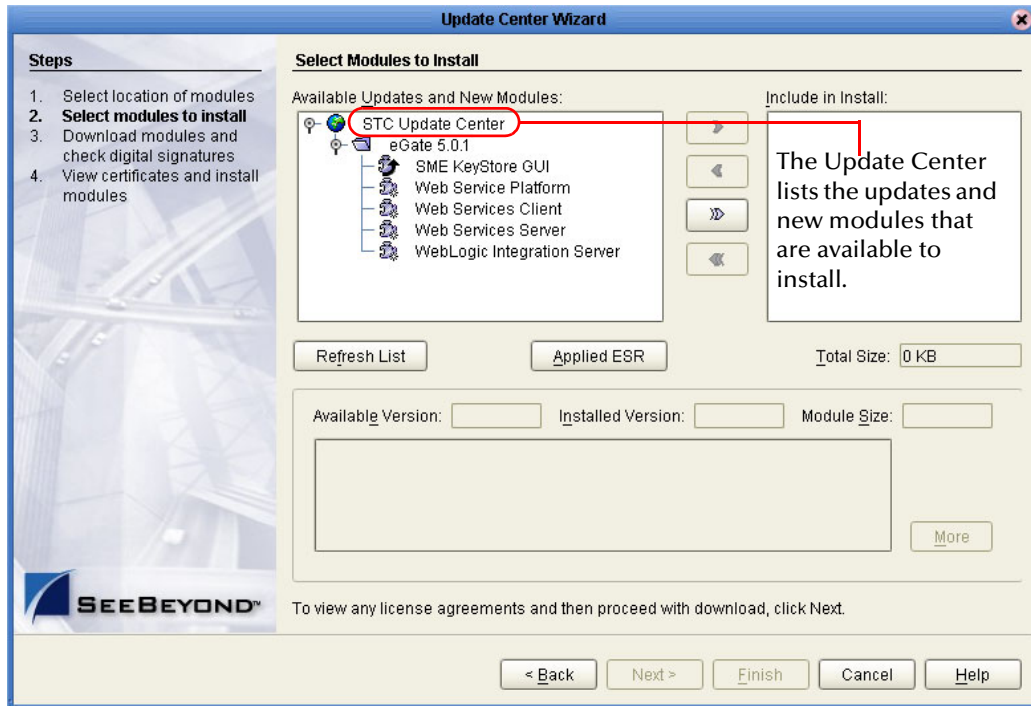 Update Center Wizard
Steps
1. Select location of modules
2. Select modules to install
3. Download modules and
check digital signatures
4. View certificates and install
modules
SEEBEYOND™
Select Modules to Install
Available Updates and New Modules:
STC Update Center
eGate 5.0.1
SME KeyStore GUI
Web Service Platform
Web Services Client
Web Services Server
WebLogic Integration Server
Include in Install:
The Update Center
lists the updates and
new modules that
are available to
install.
Refresh List
Applied ESR
Total Size: 0 KB
Available Version:
Installed Version:
Module Size:
More
To view any license agreements and then proceed with download, click Next.
< Back
Next >
Finish
Cancel
Help